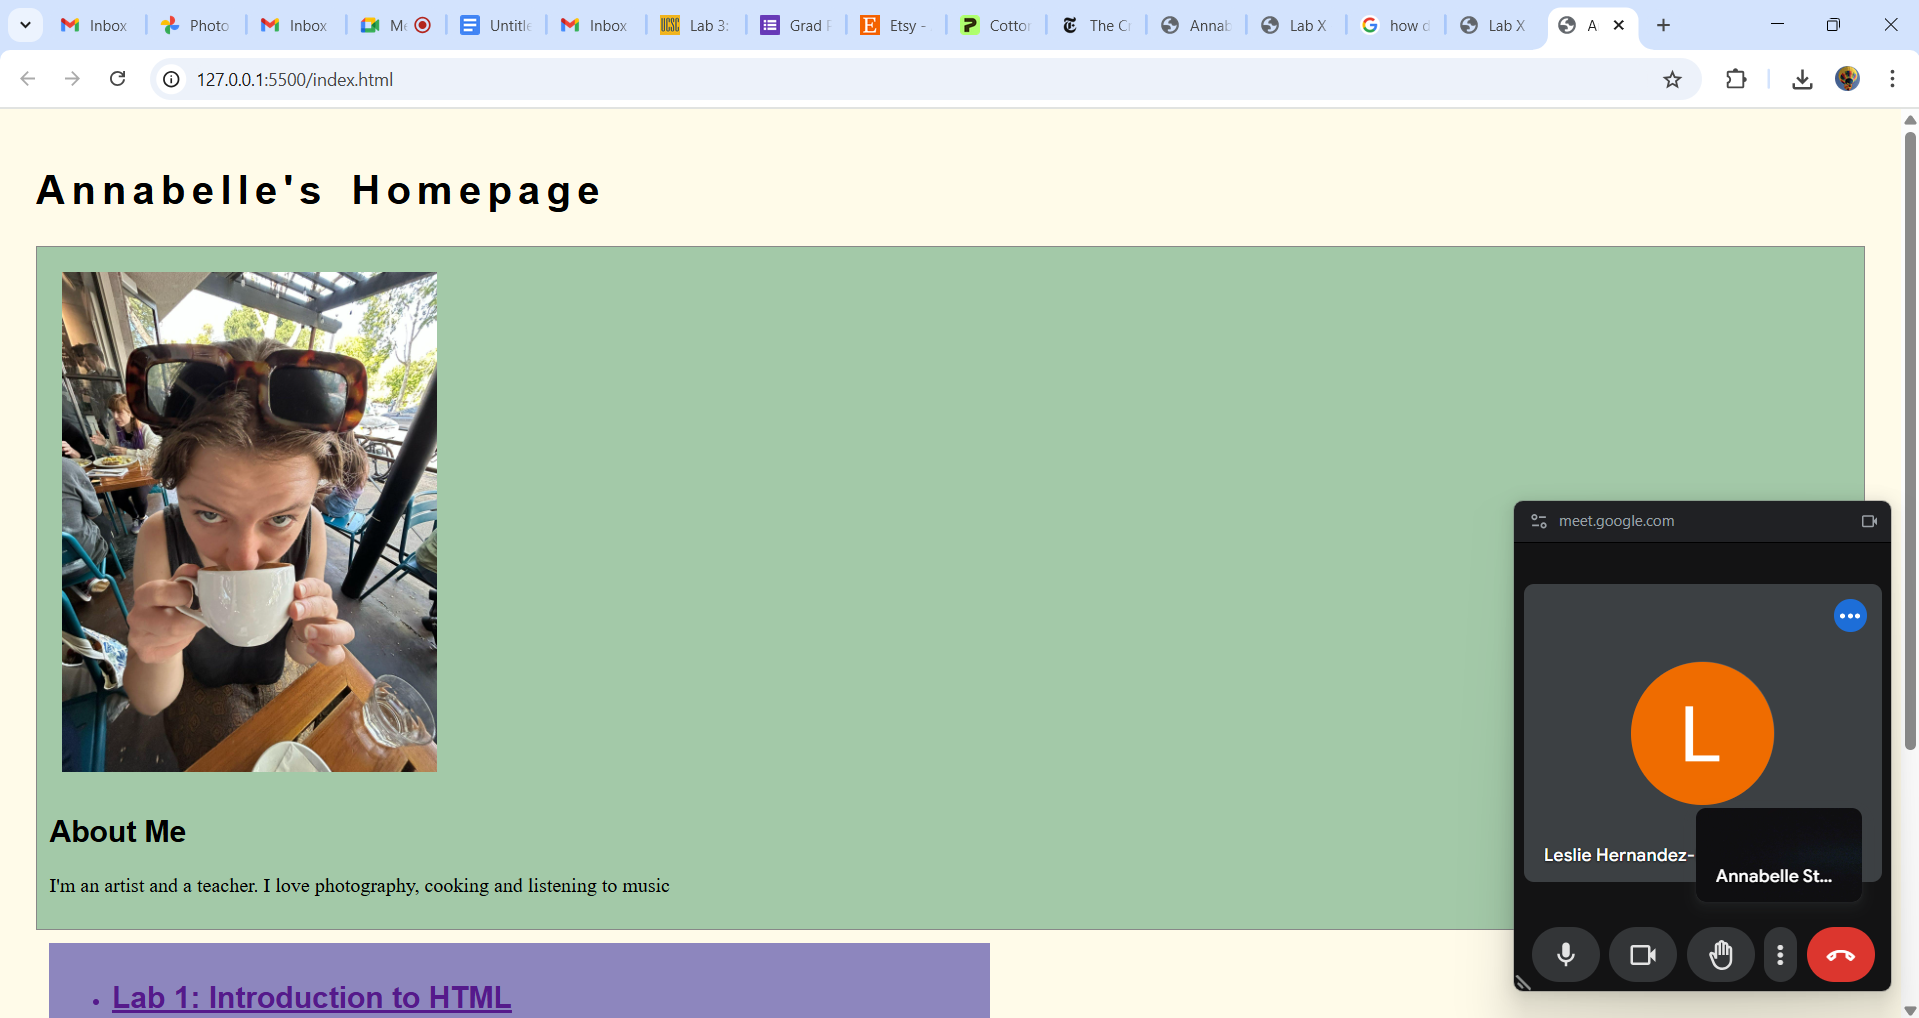 Inbox
Photo
Inbox
Me
Untitle
Inbox
UCSC
Lab 3:
Grad F
E
Etsy -
Cottor
The Cr
Annab
Lab X
how d
Lab X
A
127.0.0.1:5500/index.html
Annabelle's Homepage
About Me
I'm an artist and a teacher. I love photography, cooking and listening to music
• Lab 1: Introduction to HTML
meet.google.com
L
Leslie Hernandez-
Annabelle St...